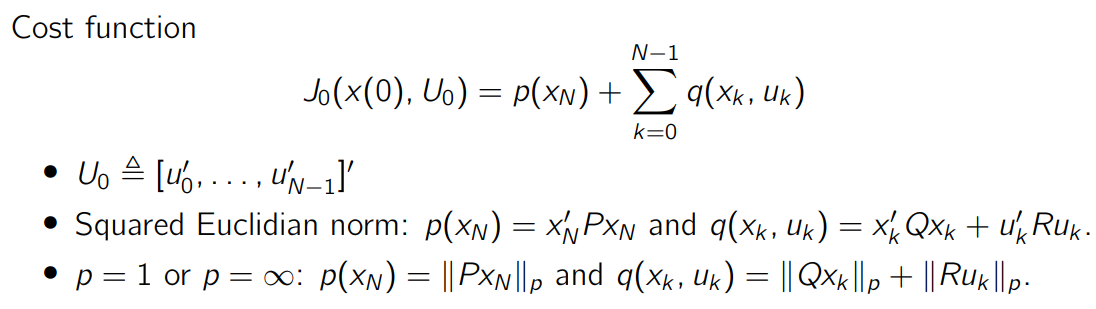 Cost function
J₀(x(0), U₀) = p(x_N) + ∑_{k=0}^{N−1} q(x_k, u_k)
• U₀ ≜ [u′₀, . . . , u′_{N−1}]′
• Squared Euclidian norm: p(x_N) = x′_N P x_N and q(x_k, u_k) = x′_k Q x_k + u′_k R u_k.
• p = 1 or p = ∞: p(x_N) = ‖P x_N‖_p and q(x_k, u_k) = ‖Q x_k‖_p + ‖R u_k‖_p.